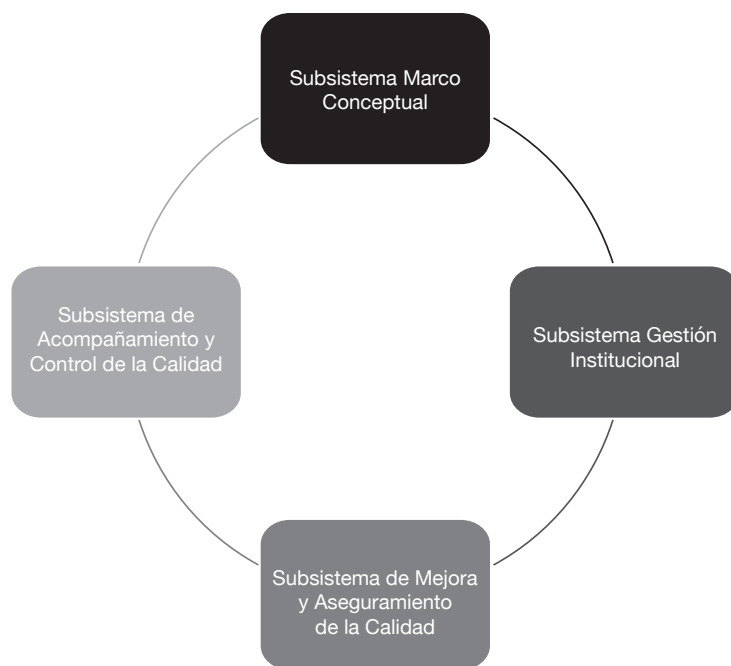 Subsistema Marco
Conceptual
Subsistema de
Acompañamiento y
Control de la Calidad
Subsistema Gestión
Institucional
Subsistema de Mejora
y Aseguramiento
de la Calidad